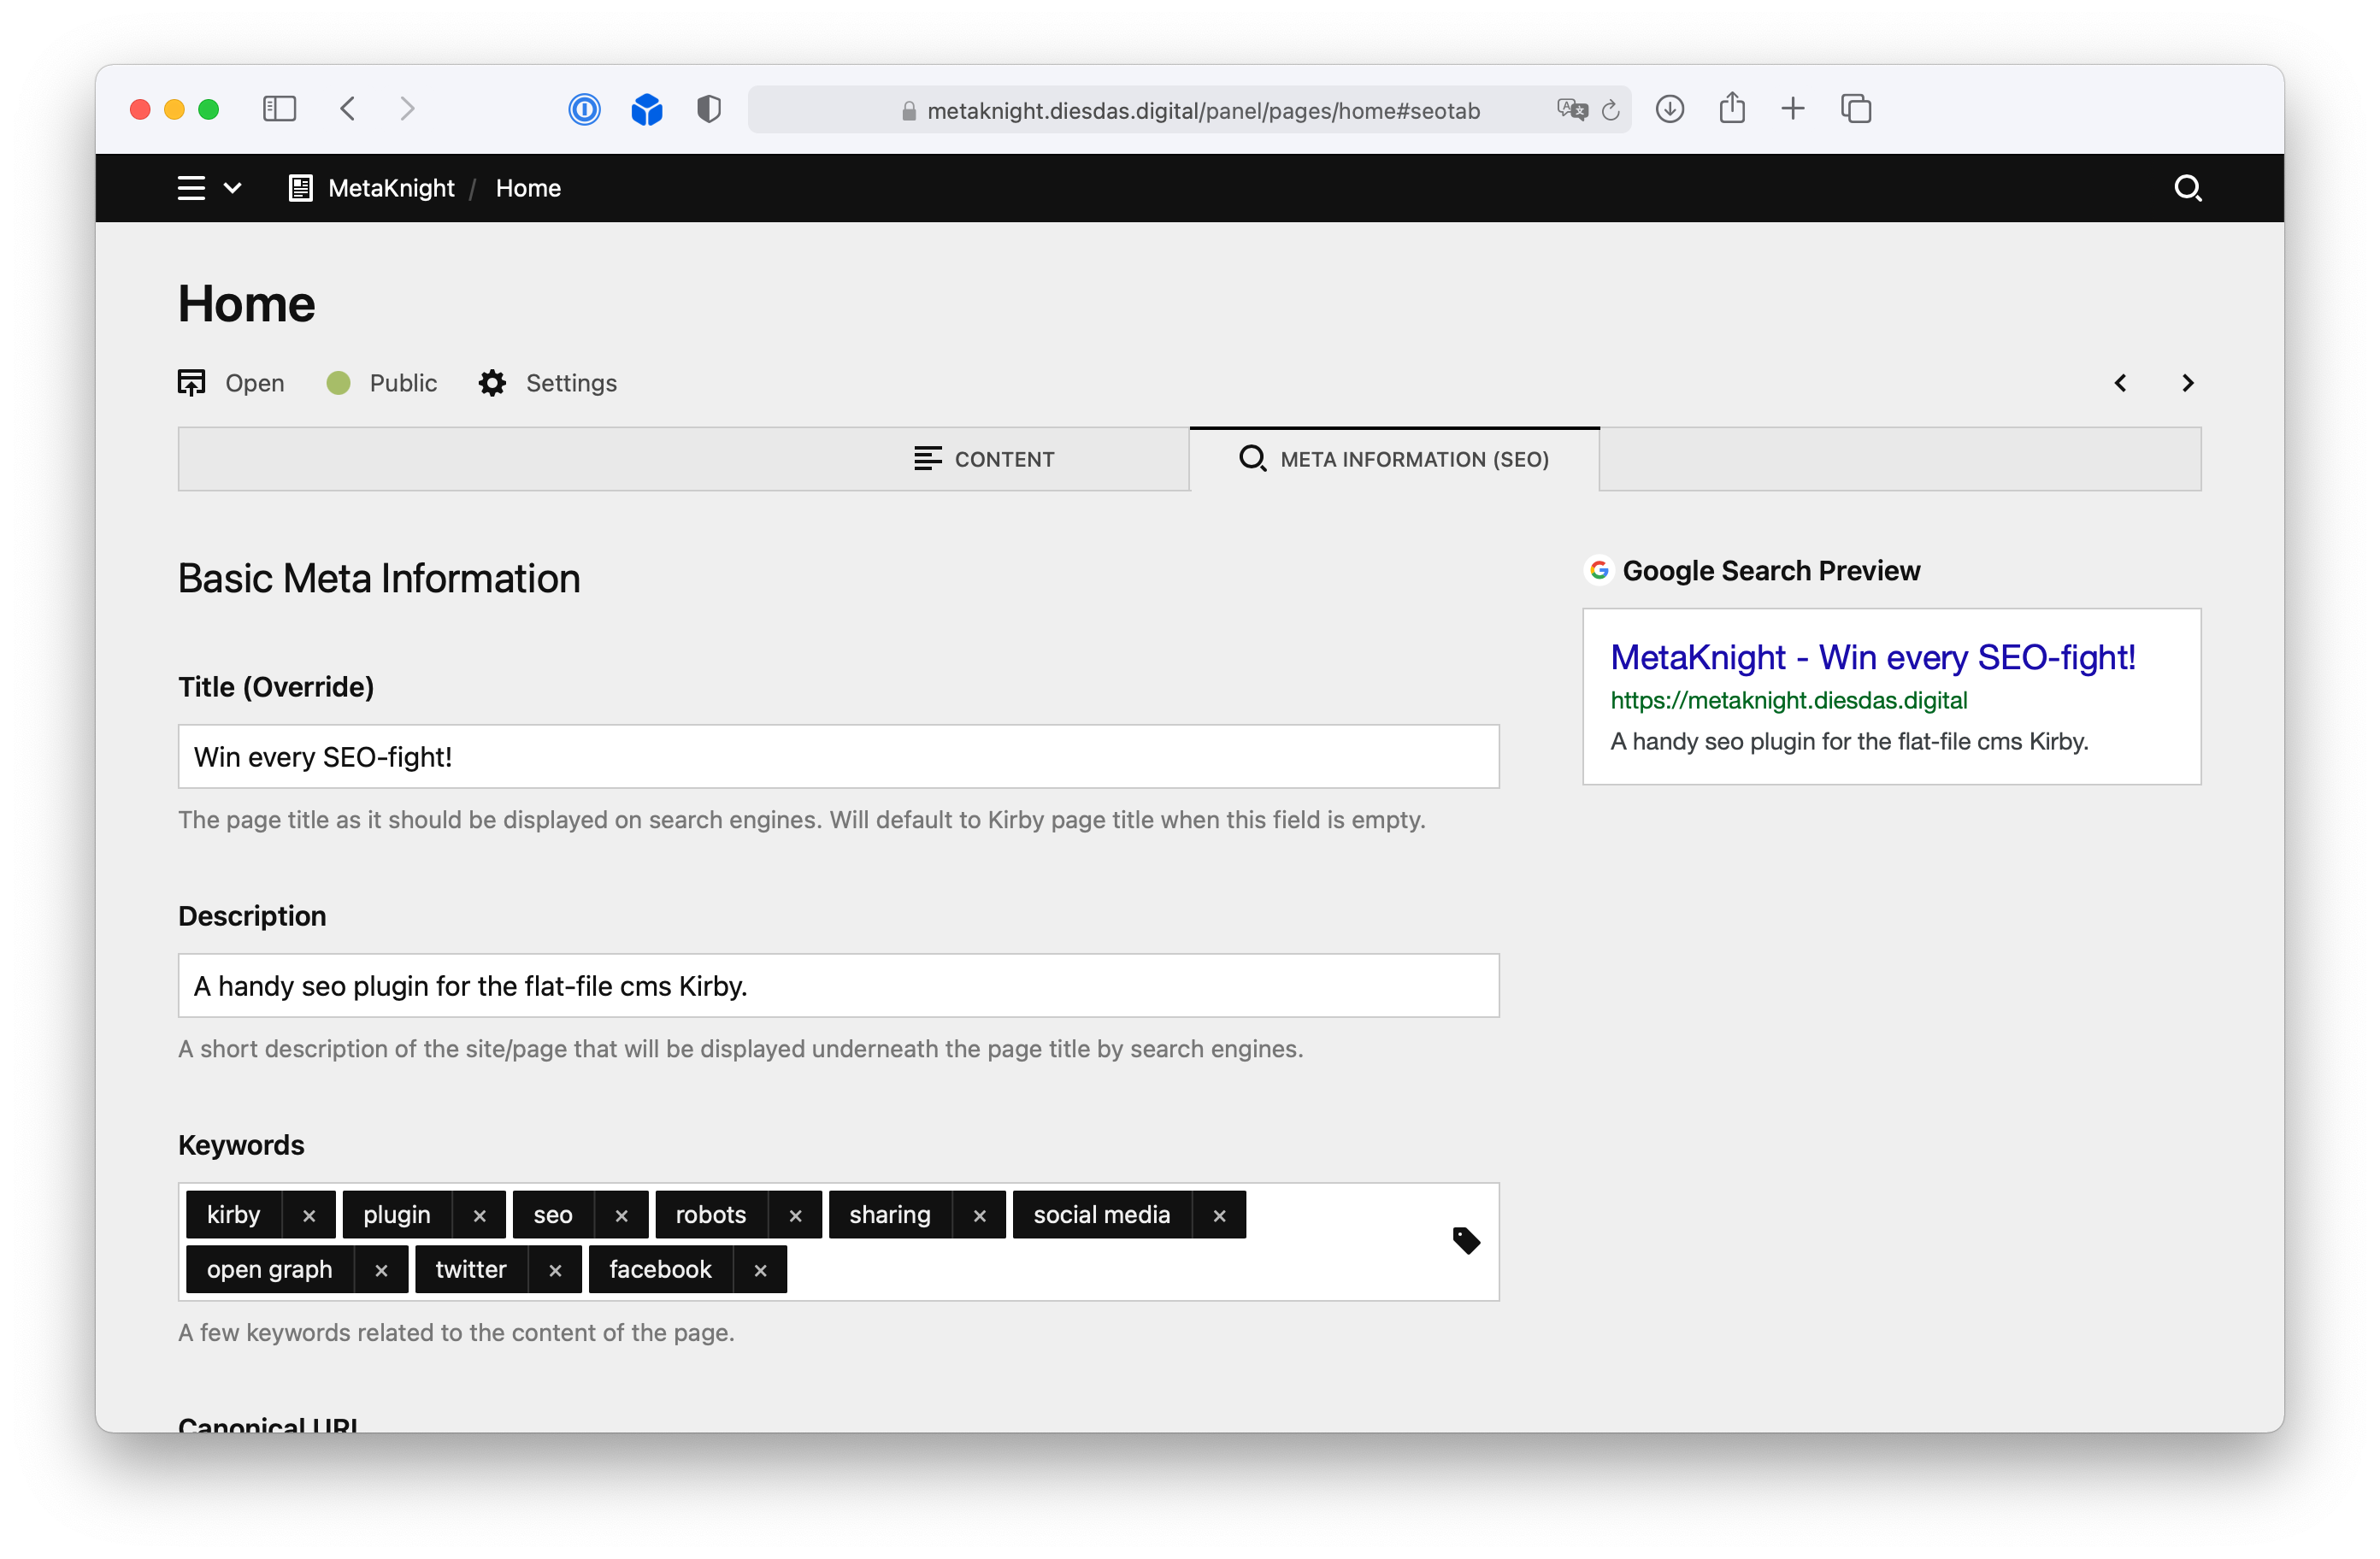 metaknight.diesdas.digital/panel/pages/home#seotab
MetaKnight / Home
Home
Open Public Settings
CONTENT META INFORMATION (SEO)
Basic Meta Information
Google Search Preview
MetaKnight - Win every SEO-fight!
https://metaknight.diesdas.digital
A handy seo plugin for the flat-file cms Kirby.
Title (Override)
Win every SEO-fight!
The page title as it should be displayed on search engines. Will default to Kirby page title when this field is empty.
Description
A handy seo plugin for the flat-file cms Kirby.
A short description of the site/page that will be displayed underneath the page title by search engines.
Keywords
kirby × plugin × seo × robots × sharing × social media ×
open graph × twitter × facebook ×
A few keywords related to the content of the page.
Canonical URL